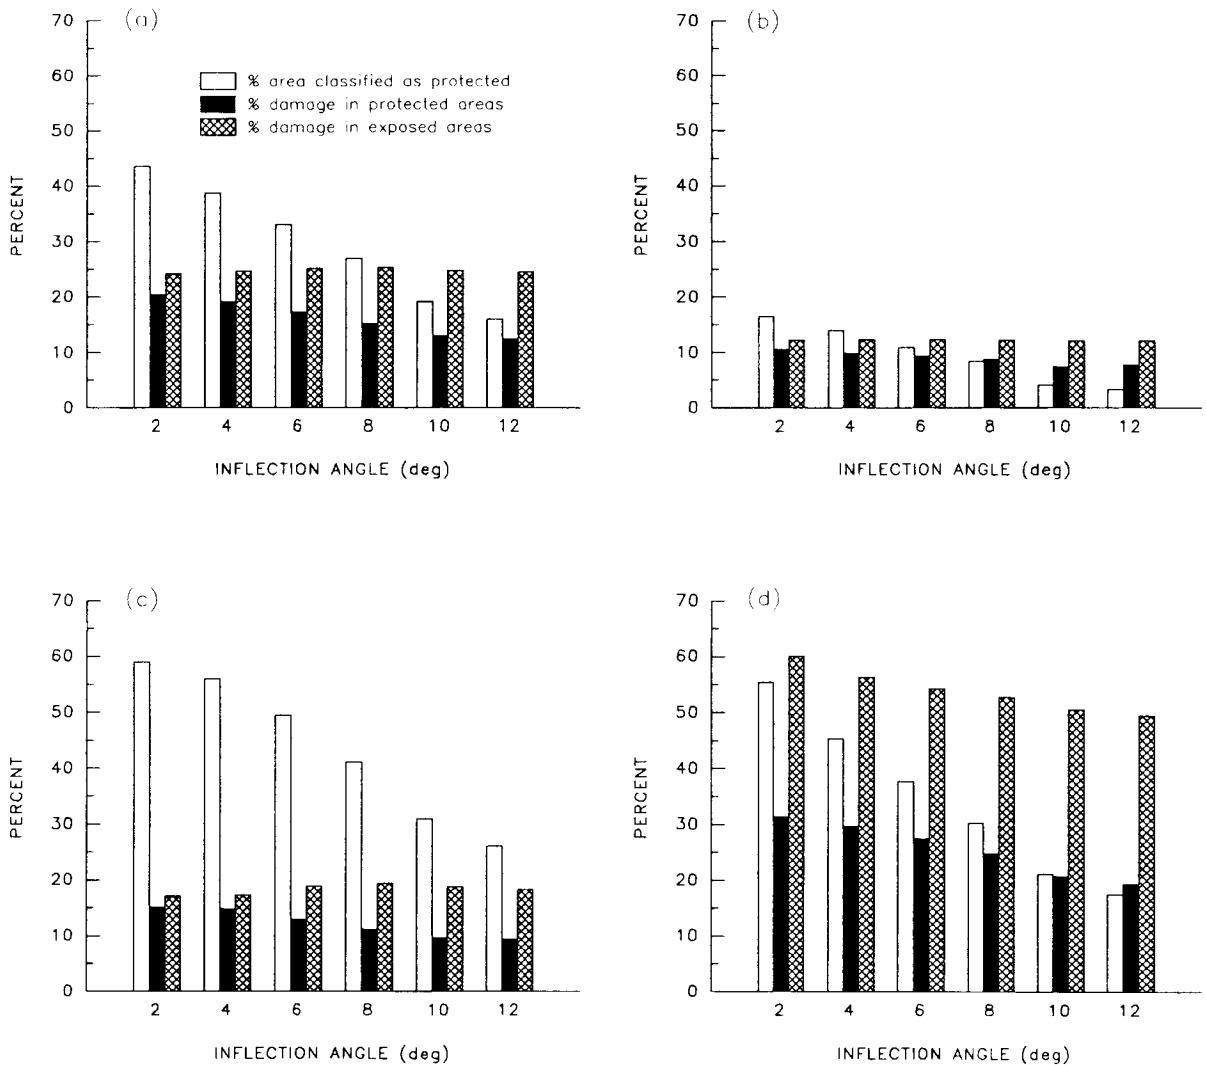 (a)
70
60
50
40
30
20
10
0
PERCENT
% area classified as protected
% damage in protected areas
% damage in exposed areas
2 4 6 8 10 12
INFLECTION ANGLE (deg)
(b)
70
60
50
40
30
20
10
0
PERCENT
2 4 6 8 10 12
INFLECTION ANGLE (deg)
(c)
70
60
50
40
30
20
10
0
PERCENT
2 4 6 8 10 12
INFLECTION ANGLE (deg)
(d)
70
60
50
40
30
20
10
0
PERCENT
2 4 6 8 10 12
INFLECTION ANGLE (deg)